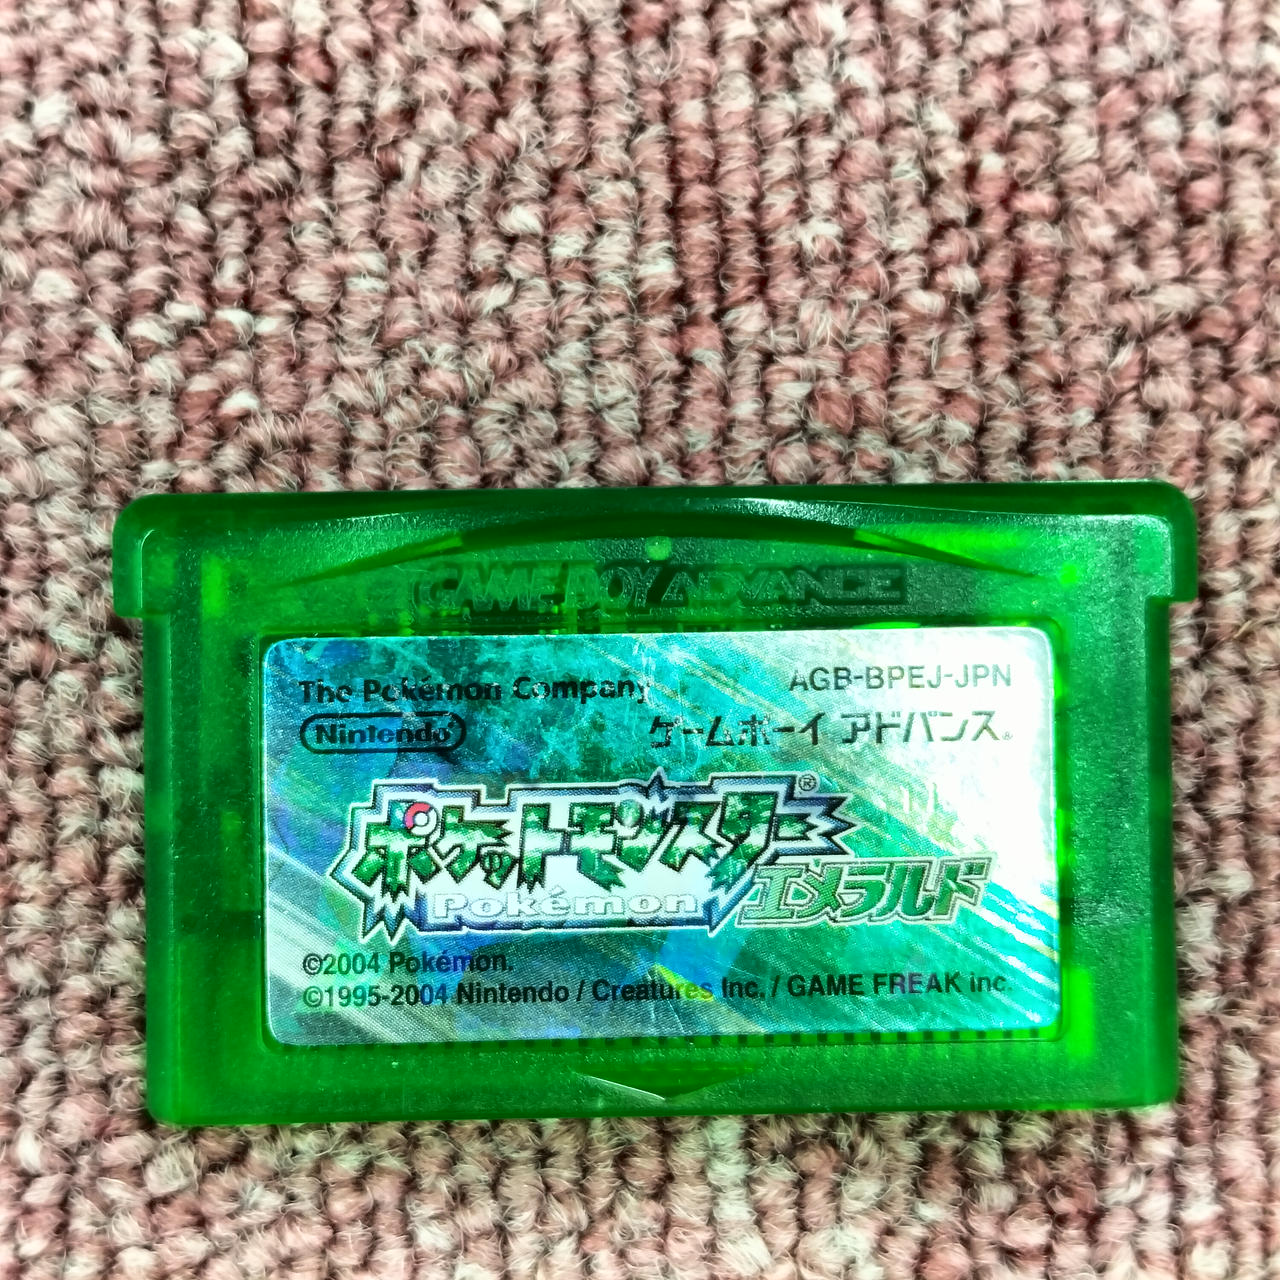 GAME BOY ADVANCE
The Pokémon Company
AGB-BPEJ-JPN
Nintendo®
ゲームボーイ アドバンス®
ポケットモンスター®
Pokémon
エメラルド
©2004 Pokémon.
©1995-2004 Nintendo / Creatures Inc. / GAME FREAK inc.